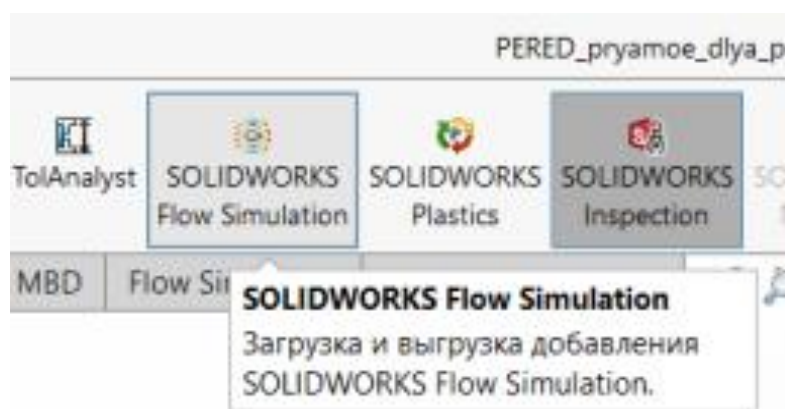 PERED_pryamoe_dlya_p
TolAnalyst
SOLIDWORKS
Flow Simulation
SOLIDWORKS
Plastics
SOLIDWORKS
Inspection
MBD
Flow Si
SOLIDWORKS Flow Simulation
Загрузка и выгрузка добавления
SOLIDWORKS Flow Simulation.